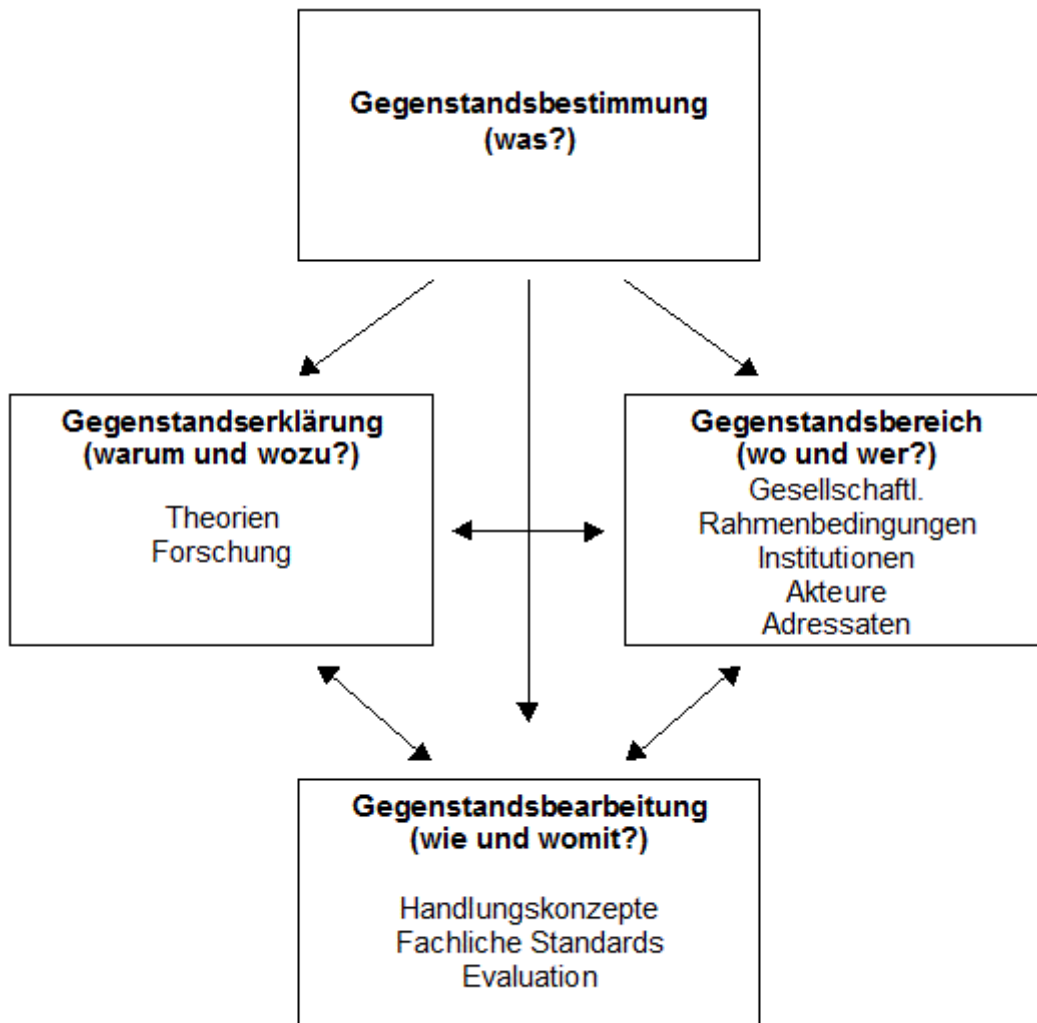 Gegenstandsbestimmung
(was?)
Gegenstandserklärung
(warum und wozu?)
Theorien
Forschung
Gegenstandsbereich
(wo und wer?)
Gesellschaftl.
Rahmenbedingungen
Institutionen
Akteure
Adressaten
Gegenstandsbearbeitung
(wie und womit?)
Handlungskonzepte
Fachliche Standards
Evaluation